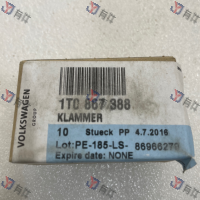 VOLKSWAGEN
GROUP
1T0 867 388
KLAMMER
10 Stueck PP 4.7.2016
Lot:PE-185-LS- 86966270
Expire date: NONE